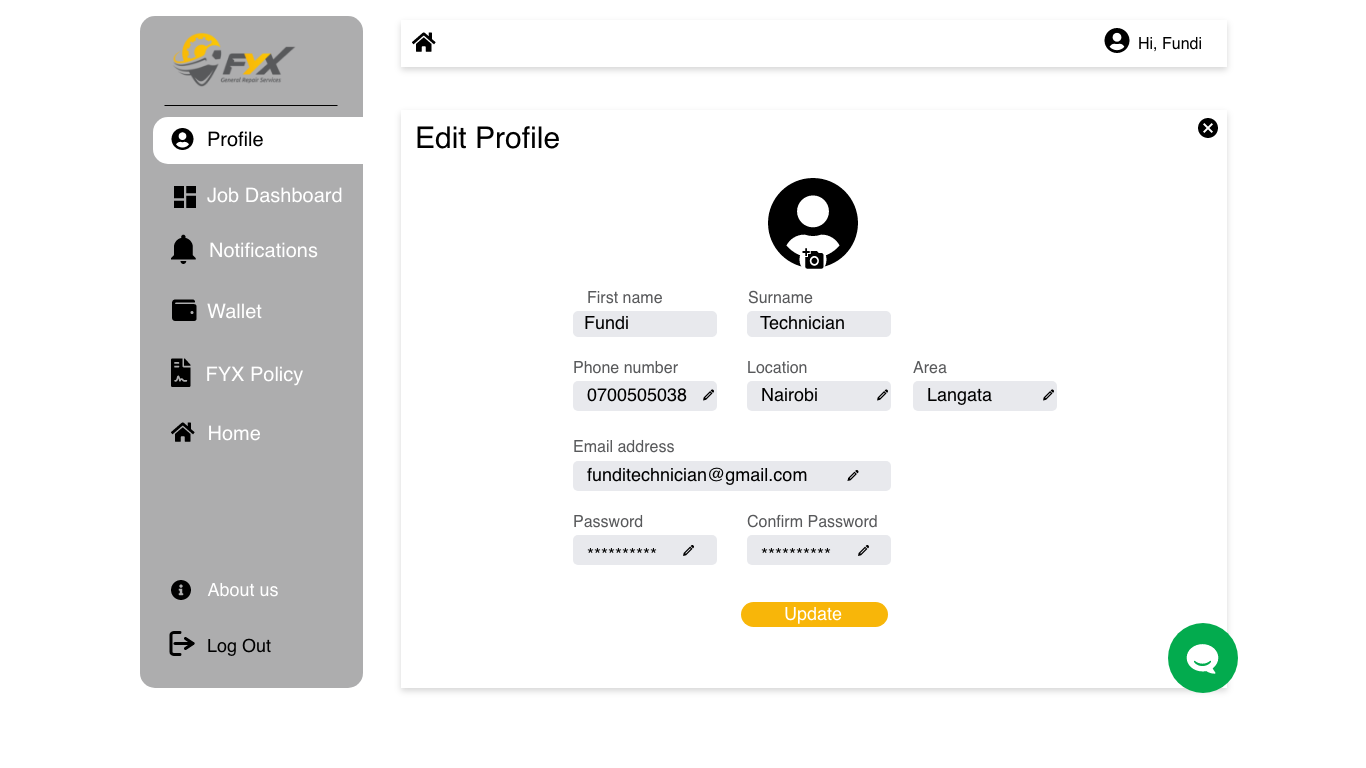 FYX
General Repair Services
Hi, Fundi
Profile
Job Dashboard
Notifications
Wallet
FYX Policy
Home
About us
Log Out
Edit Profile
First name Surname
Fundi Technician
Phone number Location Area
0700505038 Nairobi Langata
Email address
funditechnician@gmail.com
Password Confirm Password
********** **********
Update